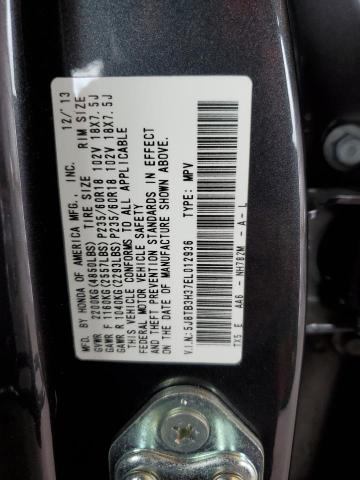 MFD. BY HONDA OF AMERICA MFG., INC. 12/'13
TIRE SIZE RIM SIZE
GVWR 2200KG(4850LBS)
GAWR F 1160KG(2557LBS) P235/60R18 102V 18X7.5J
GAWR R 1040KG(2293LBS) P235/60R18 102V 18X7.5J
THIS VEHICLE CONFORMS TO ALL APPLICABLE
FEDERAL MOTOR VEHICLE SAFETY
AND THEFT PREVENTION STANDARDS IN EFFECT
ON THE DATE OF MANUFACTURE SHOWN ABOVE.
V.I.N.: 5J8TB3H37EL012936 TYPE: MPV
TX5 E AA6 - NH782M - A - L